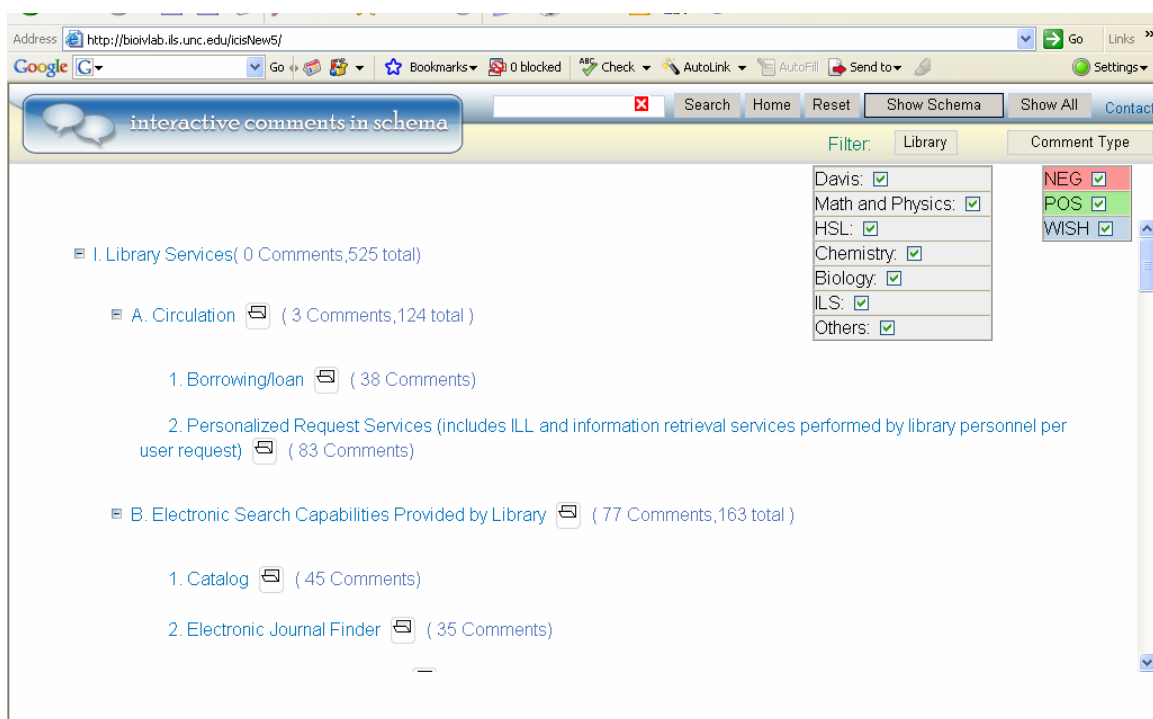 Address http://bioivlab.ils.unc.edu/icisNew5/ Go Links »
Google G Go Bookmarks 0 blocked ABC Check AutoLink AutoFill Send to Settings
interactive comments in schema
Search Home Reset Show Schema Show All Contact
Filter: Library Comment Type
Davis:
Math and Physics:
HSL:
Chemistry:
Biology:
ILS:
Others:
NEG
POS
WISH
I. Library Services( 0 Comments,525 total)
A. Circulation ( 3 Comments,124 total )
1. Borrowing/loan ( 38 Comments)
2. Personalized Request Services (includes ILL and information retrieval services performed by library personnel per
user request) ( 83 Comments)
B. Electronic Search Capabilities Provided by Library ( 77 Comments,163 total )
1. Catalog ( 45 Comments)
2. Electronic Journal Finder ( 35 Comments)